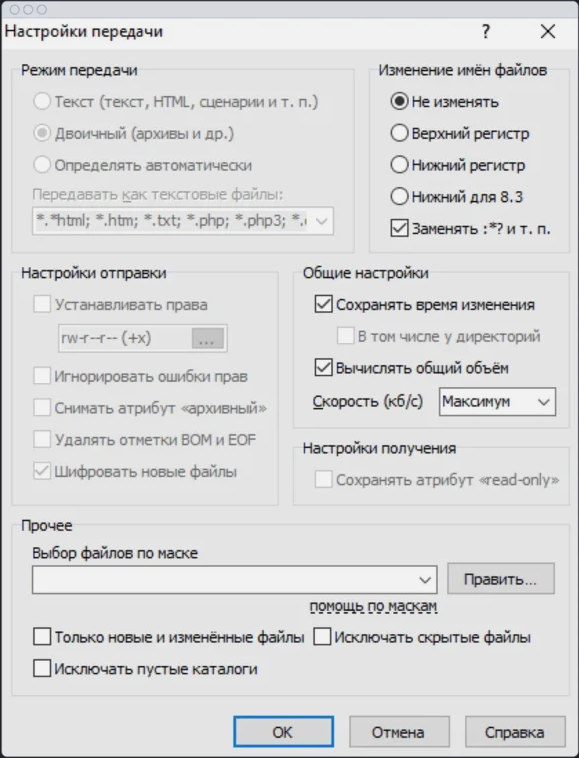 Настройки передачи
?
Режим передачи
Текст (текст, HTML, сценарии и т. п.)
Двоичный (архивы и др.)
Определять автоматически
Передавать как текстовые файлы:
*.*html; *.htm; *.txt; *.php; *.php3; *.
Изменение имён файлов
Не изменять
Верхний регистр
Нижний регистр
Нижний для 8.3
Заменять :*? и т. п.
Настройки отправки
Устанавливать права
rw-r--r-- (+x)
...
Игнорировать ошибки прав
Снимать атрибут «архивный»
Удалять отметки BOM и EOF
Шифровать новые файлы
Общие настройки
Сохранять время изменения
В том числе у директорий
Вычислять общий объём
Скорость (кб/с)
Максимум
Настройки получения
Сохранять атрибут «read-only»
Прочее
Выбор файлов по маске
Править...
помощь по маскам
Только новые и изменённые файлы
Исключать скрытые файлы
Исключать пустые каталоги
OK
Отмена
Справка